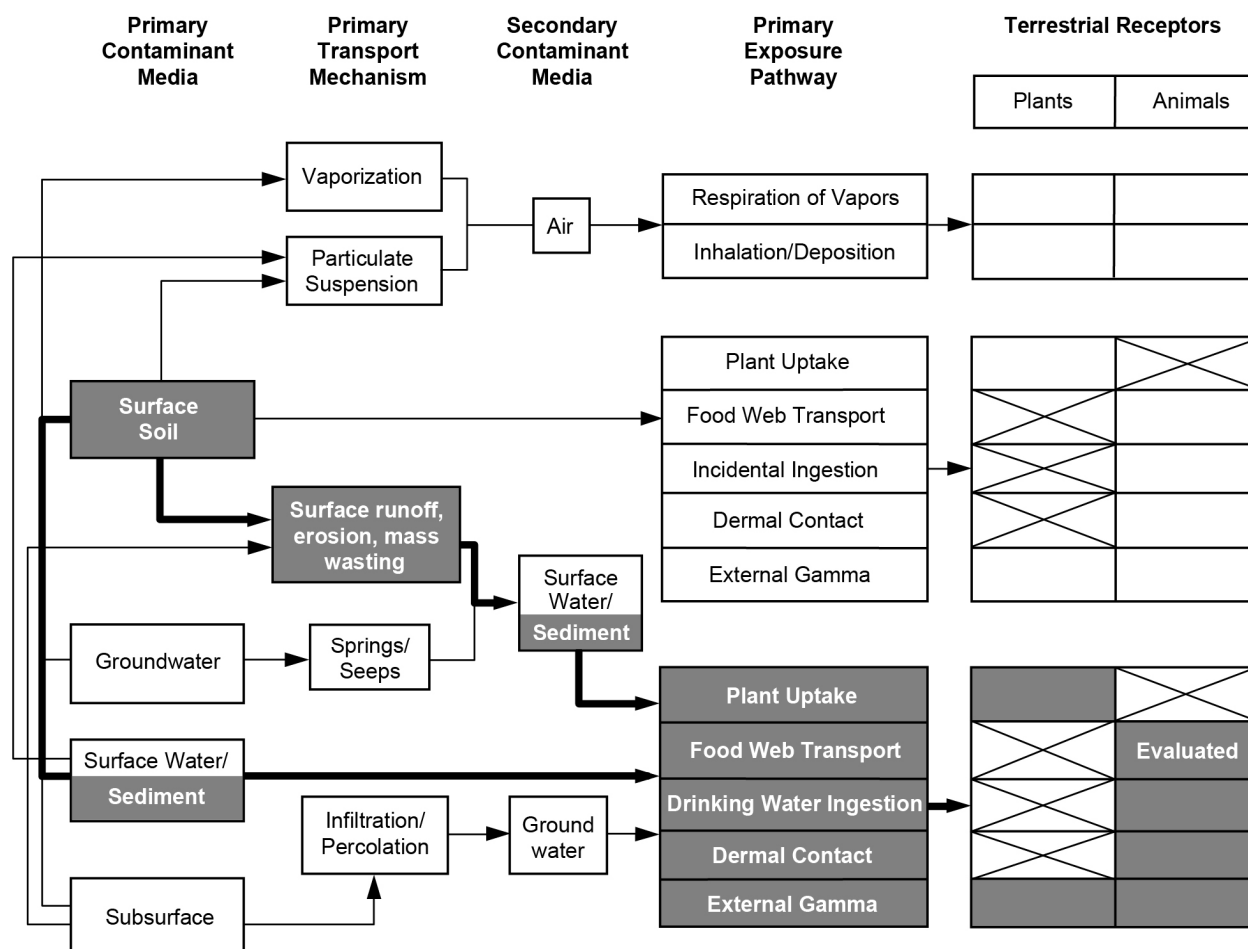 Primary
Contaminant
Media
Primary
Transport
Mechanism
Secondary
Contaminant
Media
Primary
Exposure
Pathway
Terrestrial Receptors
Plants
Animals
Vaporization
Particulate
Suspension
Air
Respiration of Vapors
Inhalation/Deposition
Surface
Soil
Plant Uptake
Food Web Transport
Incidental Ingestion
Dermal Contact
External Gamma
Surface runoff,
erosion, mass
wasting
Surface
Water/
Sediment
Groundwater
Springs/
Seeps
Surface Water/
Sediment
Infiltration/
Percolation
Ground
water
Subsurface
Plant Uptake
Food Web Transport
Evaluated
Drinking Water Ingestion
Dermal Contact
External Gamma